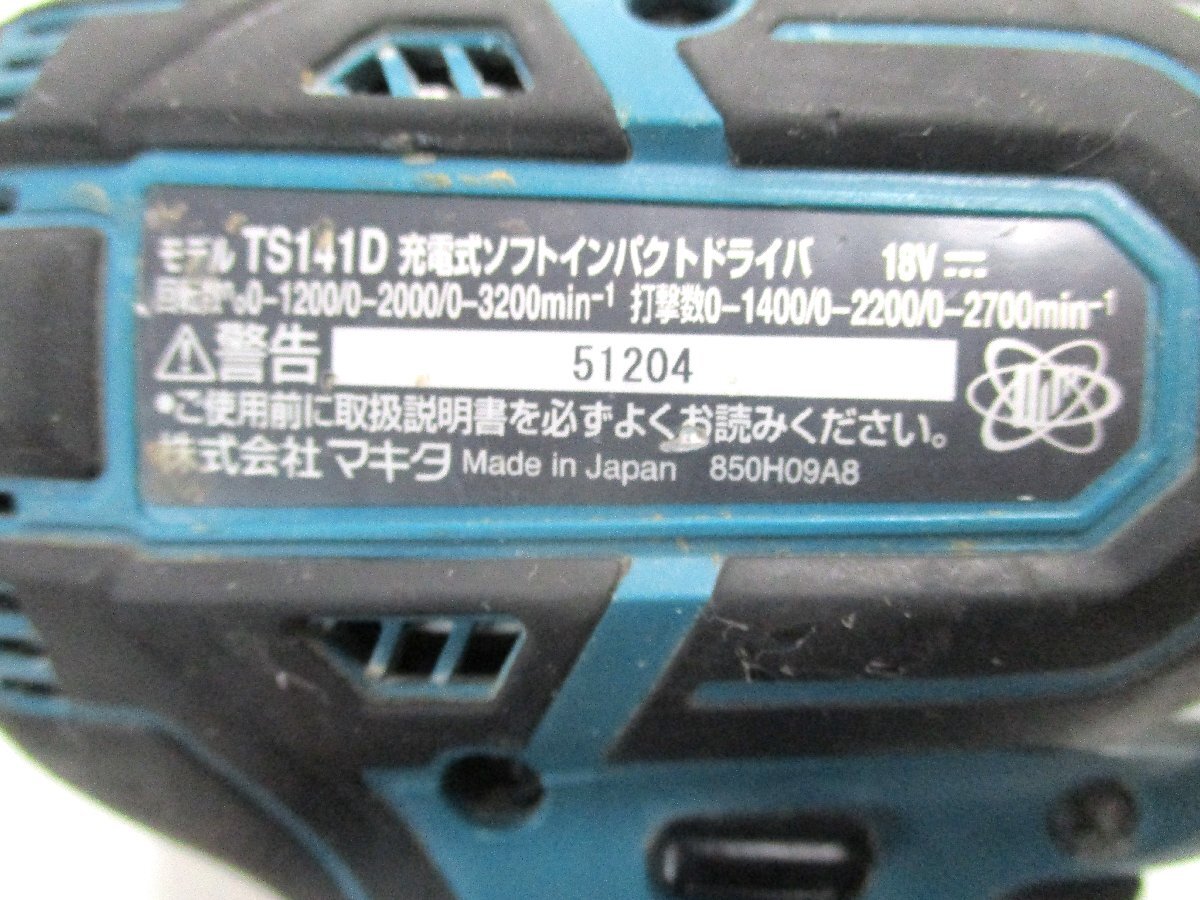 モデル TS141D 充電式ソフトインパクトドライバ 18V
0-1200/0-2000/0-3200min-1 打撃数0-1400/0-2200/0-2700min-1
警告 51204
•ご使用前に取扱説明書を必ずよくお読みください。
株式会社 マキタ Made in Japan 850H09A8